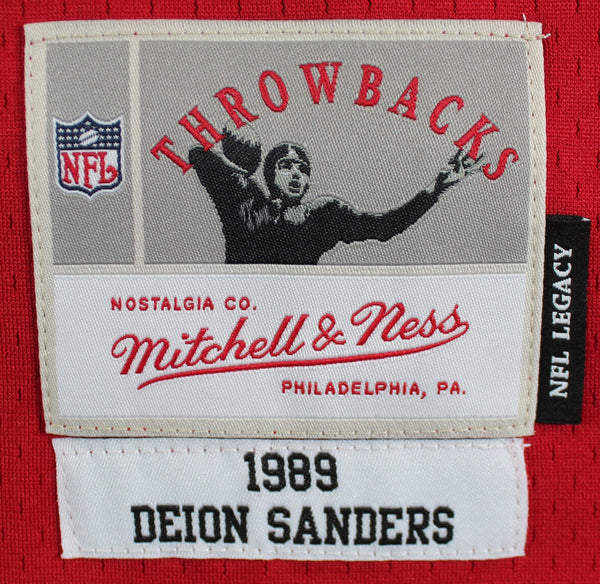 THROWBACKS
NFL
NOSTALGIA CO.
Mitchell & Ness
PHILADELPHIA, PA.
NFL LEGACY
1989
DEION SANDERS